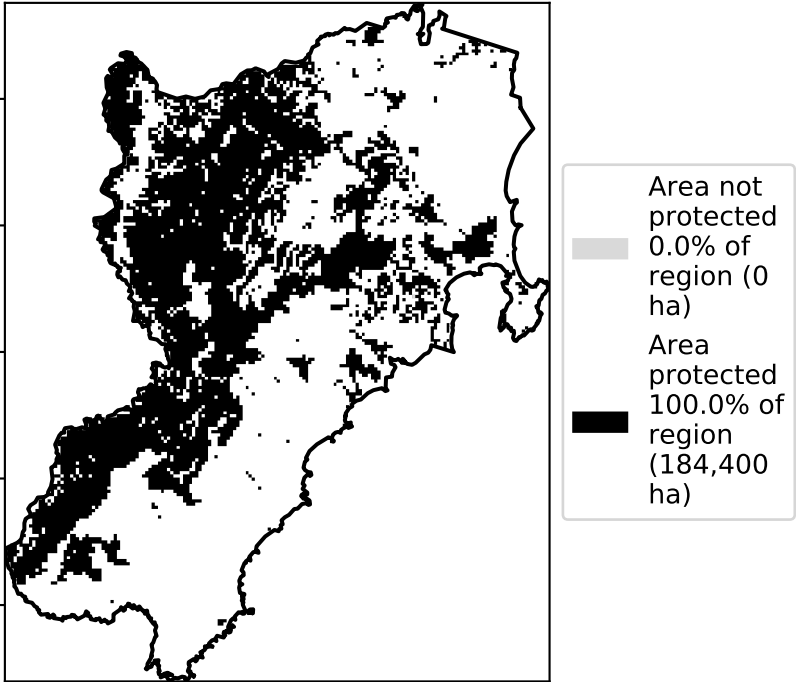 Area not
protected
0.0% of
region (0
ha)
Area
protected
100.0% of
region
(184,400
ha)